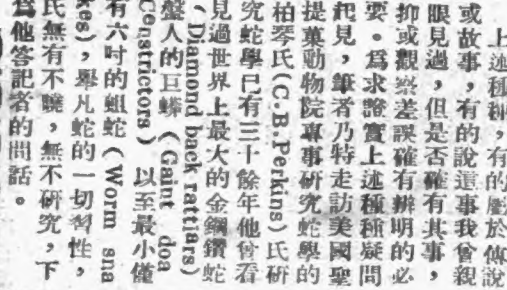 上述種種,有的屬於傳說
或故事,有的說這事我曾親
眼見過,但是否確有其事,
抑或觀察差誤確有辨明的必
要。爲求證實上述種種疑問
起見,筆者乃特走訪美國聖
提菓動物院專事研究蛇學的
柏琴氏(C.B.Perkins)氏研
究蛇學已有三十餘年他曾看
見過世界上最大的金鋼鑽蛇
(Diamond back rattiars)
盤人的巨蟒(Gaint doa
Constrictors)以至最小僅
有六吋的蛆蛇(Worm sna
kes),舉凡蛇的一切習性,
氏無有不曉,無不研究,下
爲他答記者的問話。